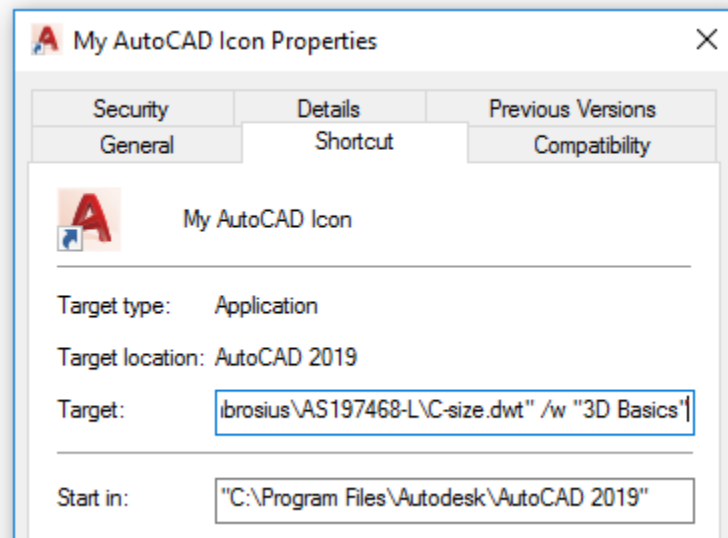 My AutoCAD Icon Properties
Security Details Previous Versions
General Shortcut Compatibility
My AutoCAD Icon
Target type: Application
Target location: AutoCAD 2019
Target: ıbrosius\AS197468-L\C-size.dwt" /w "3D Basics"
Start in: "C:\Program Files\Autodesk\AutoCAD 2019"